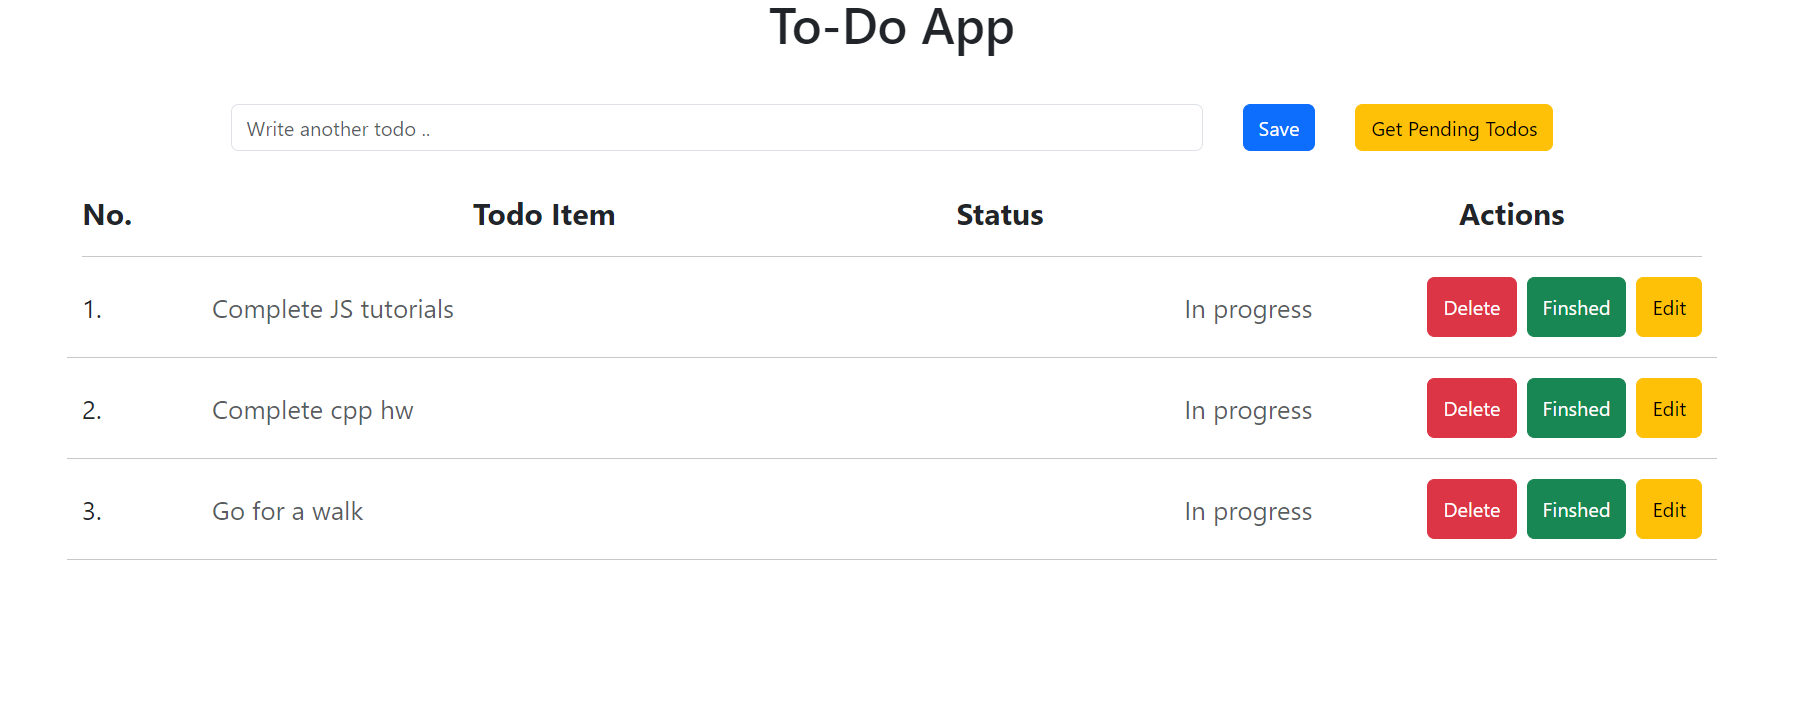 To-Do App
Write another todo ..
Save
Get Pending Todos
No. Todo Item Status Actions
1. Complete JS tutorials In progress Delete Finshed Edit
2. Complete cpp hw In progress Delete Finshed Edit
3. Go for a walk In progress Delete Finshed Edit